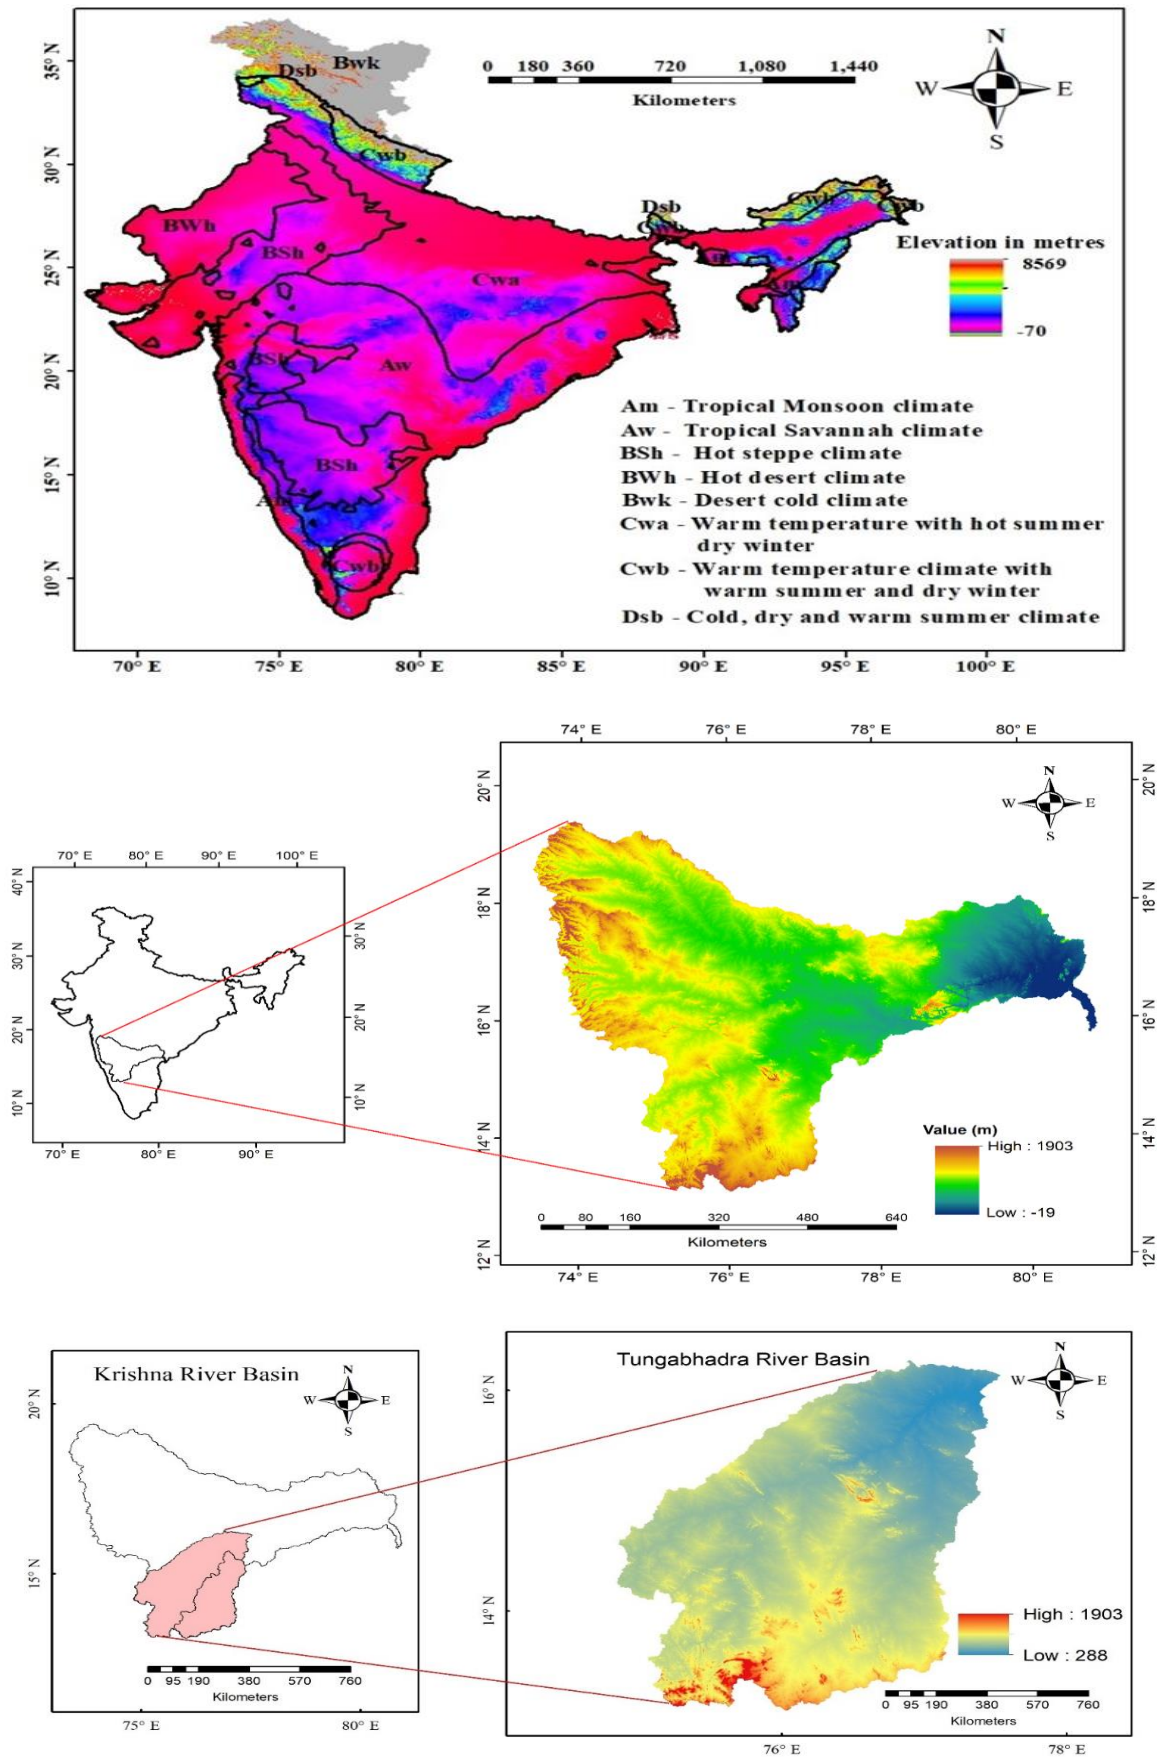 N
W E
S
0 180 360 720 1,080 1,440
Kilometers
35° N
30° N
25° N
20° N
15° N
10° N
Bwk
Dsb
Cwb
BWh
BSh
Cwa
Dsb
Cwb
Cwb
Cwb
BSh
Aw
BSh
Cwb
Elevation in metres
8569
-70
Am - Tropical Monsoon climate
Aw - Tropical Savannah climate
BSh - Hot steppe climate
BWh - Hot desert climate
Bwk - Desert cold climate
Cwa - Warm temperature with hot summer
dry winter
Cwb - Warm temperature climate with
warm summer and dry winter
Dsb - Cold, dry and warm summer climate
70° E 75° E 80° E 85° E 90° E 95° E 100° E
70° E 80° E 90° E 100° E
40° N
30° N
20° N
10° N
30° N
20° N
10° N
70° E 80° E 90° E
74° E 76° E 78° E 80° E
20° N
18° N
16° N
14° N
12° N
20° N
18° N
16° N
14° N
12° N
N
W E
S
Value (m)
High : 1903
Low : -19
0 80 160 320 480 640
Kilometers
74° E 76° E 78° E 80° E
Krishna River Basin
N
W E
S
20° N
15° N
0 95 190 380 570 760
Kilometers
75° E 80° E
Tungabhadra River Basin
N
W E
S
16° N
14° N
High : 1903
Low : 288
0 95 190 380 570 760
Kilometers
76° E 78° E